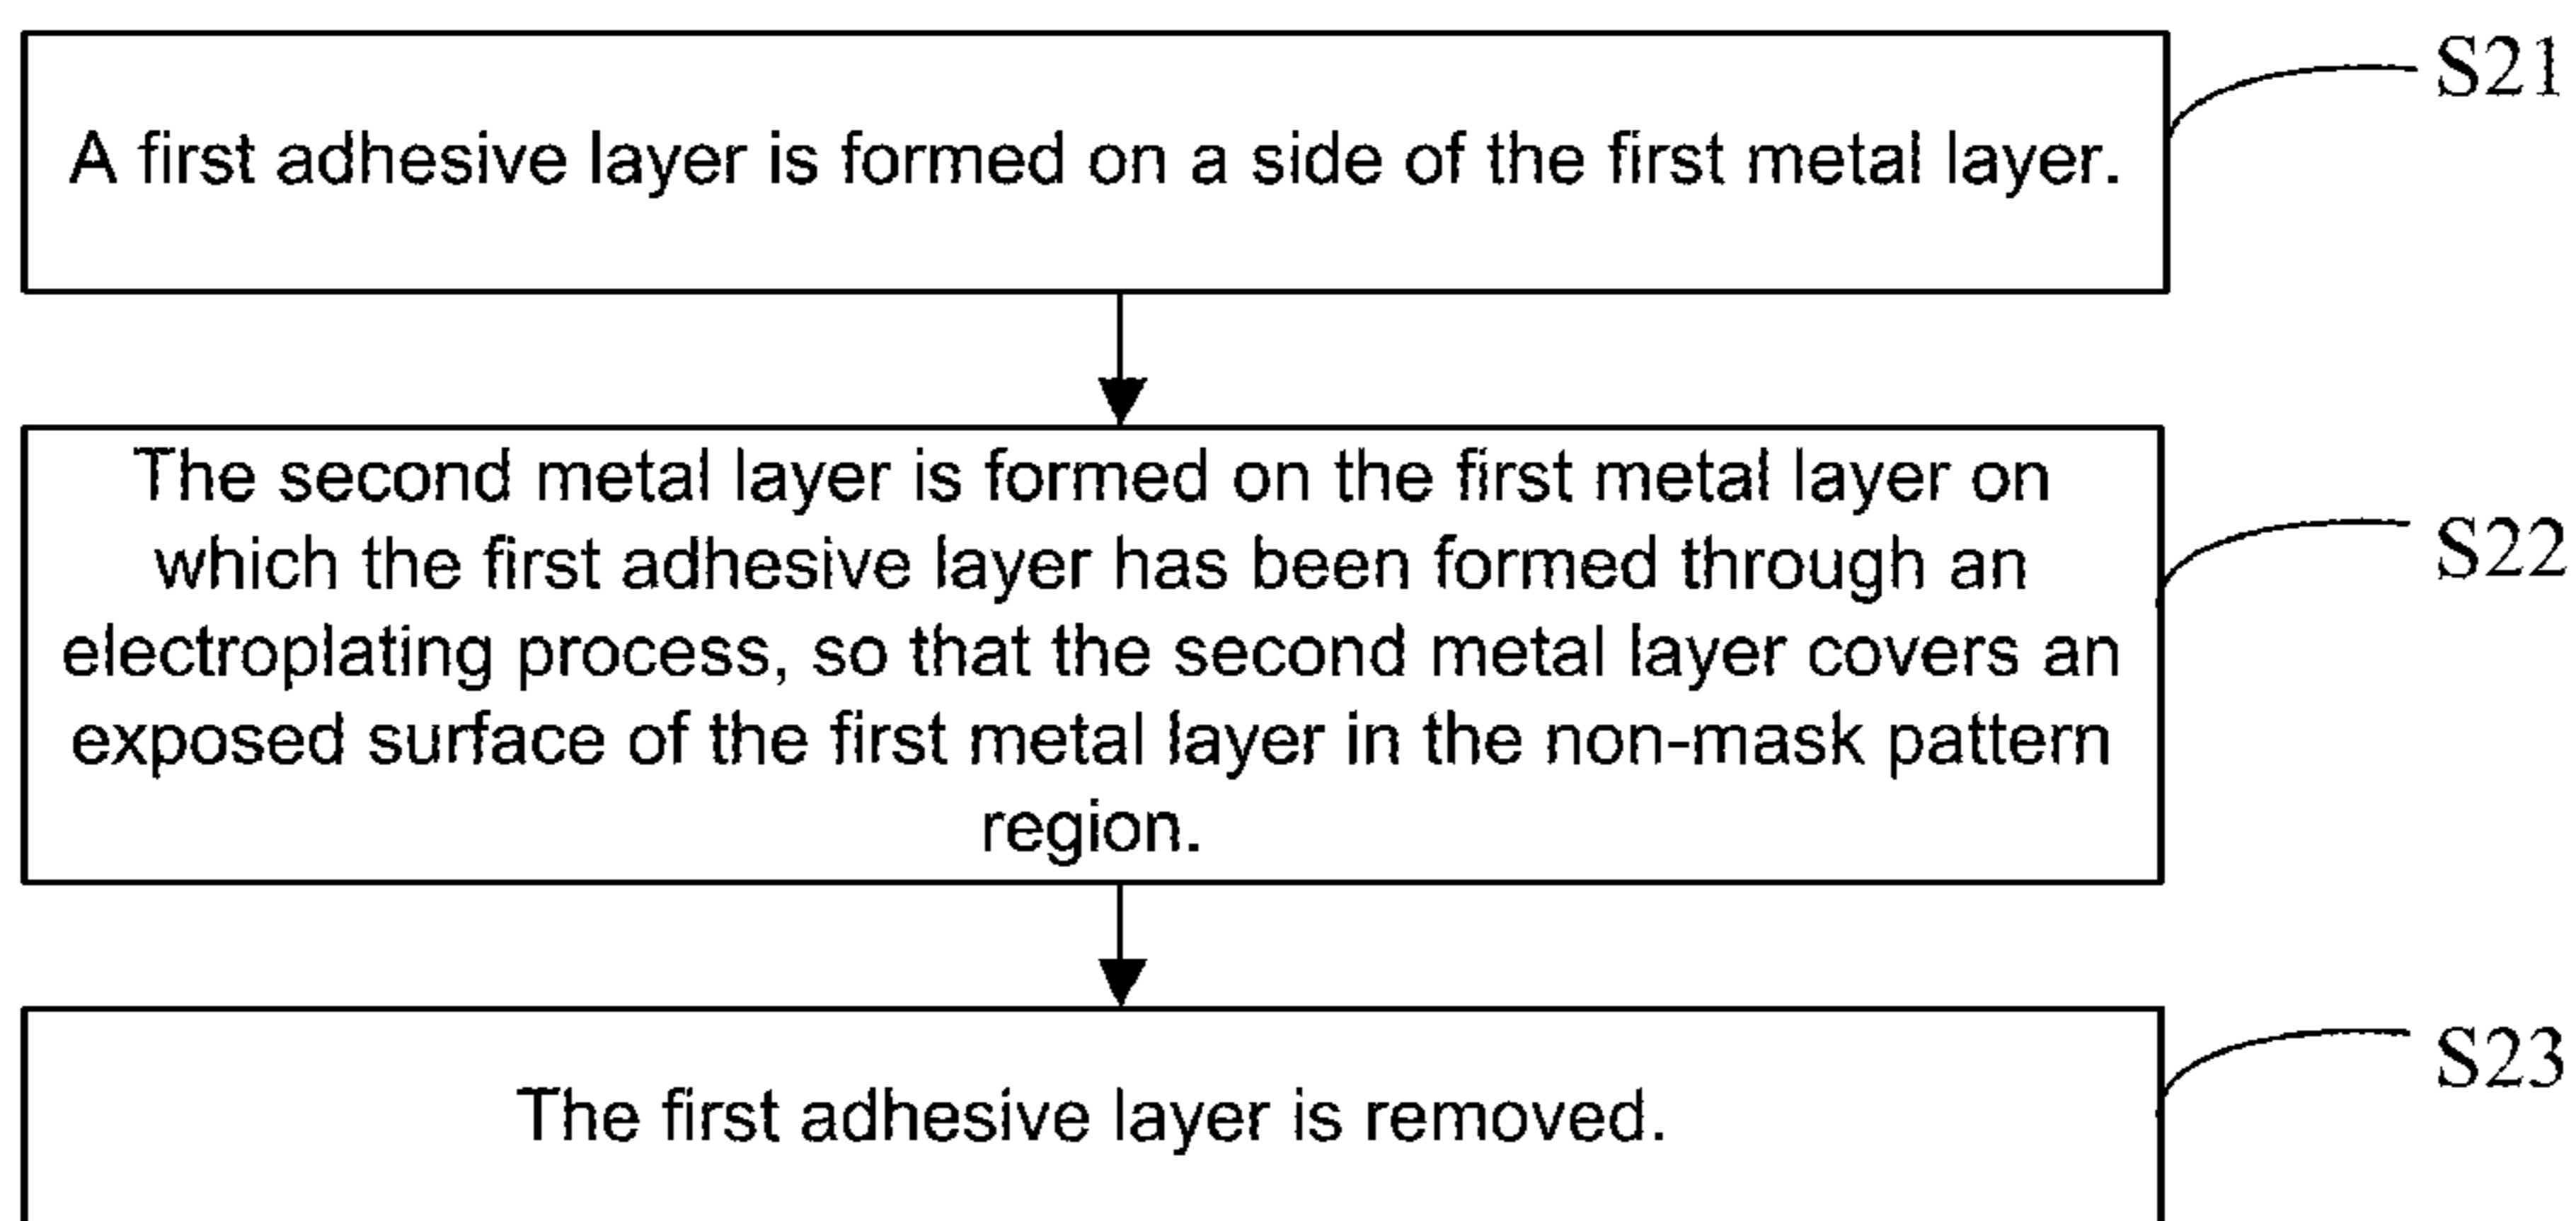 S21
A first adhesive layer is formed on a side of the first metal layer.
The second metal layer is formed on the first metal layer on
which the first adhesive layer has been formed through an
electroplating process, so that the second metal layer covers an
exposed surface of the first metal layer in the non-mask pattern
region.
S22
The first adhesive layer is removed.
S23